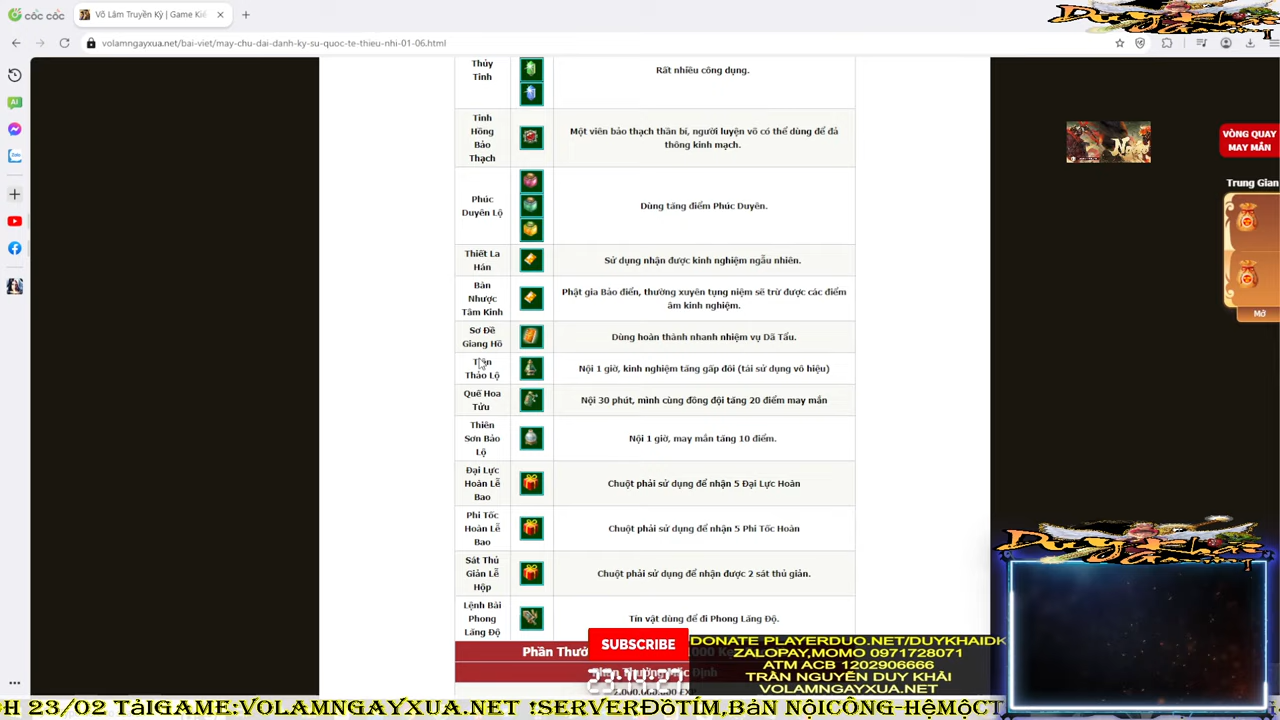 cốc cốc
Võ Lâm Truyền Kỳ | Game Kiế
volamngayxua.net/bai-viet/may-chu-dai-danh-ky-su-quoc-te-thieu-nhi-01-06.html
Duy Khải
Thủy
Tinh
Rất nhiều công dụng.
Tinh
Hồng
Bảo
Thạch
Một viên bảo thạch thần bí, người luyện võ có thể dùng để đả
thông kinh mạch.
Phúc
Duyên Lộ
Dùng tăng điểm Phúc Duyên.
Thiết La
Hán
Sử dụng nhận được kinh nghiệm ngẫu nhiên.
Bàn
Nhược
Tâm Kinh
Phật gia Bảo điển, thường xuyên tụng niệm sẽ trừ được các điểm
âm kinh nghiệm.
Sơ Đề
Giang Hồ
Dùng hoàn thành nhanh nhiệm vụ Dã Tẩu.
Tiên
Thảo Lộ
Nội 1 giờ, kinh nghiệm tăng gấp đôi (tái sử dụng vô hiệu)
Quế Hoa
Tửu
Nội 30 phút, mình cùng đồng đội tăng 20 điểm may mắn
Thiên
Sơn Bảo
Lộ
Nội 1 giờ, may mắn tăng 10 điểm.
Đại Lực
Hoàn Lễ
Bao
Chuột phải sử dụng để nhận 5 Đại Lực Hoàn
Phi Tốc
Hoàn Lễ
Bao
Chuột phải sử dụng để nhận 5 Phi Tốc Hoàn
Sát Thủ
Giản Lễ
Hộp
Chuột phải sử dụng để nhận được 2 sát thủ giản.
Lệnh Bài
Phong
Lăng Độ
Tín vật dùng để đi Phong Lăng Độ.
Phần Thưở
VÒNG QUAY
MAY MẮN
Trung Gian
Mở
Duy Khải
SUBSCRIBE
DONATE PLAYERDUO.NET/DUYKHAIDK
ZALOPAY,MOMO 0971728071
ATM ACB 1202906666
TRẦN NGUYỄN DUY KHẢI
VOLAMNGAYXUA.NET
H 23/02 TảiGAME:VOLAMNGAYXUA.NET !SERVERĐồTÍM,BảN NộICÔNG-HệMộCT